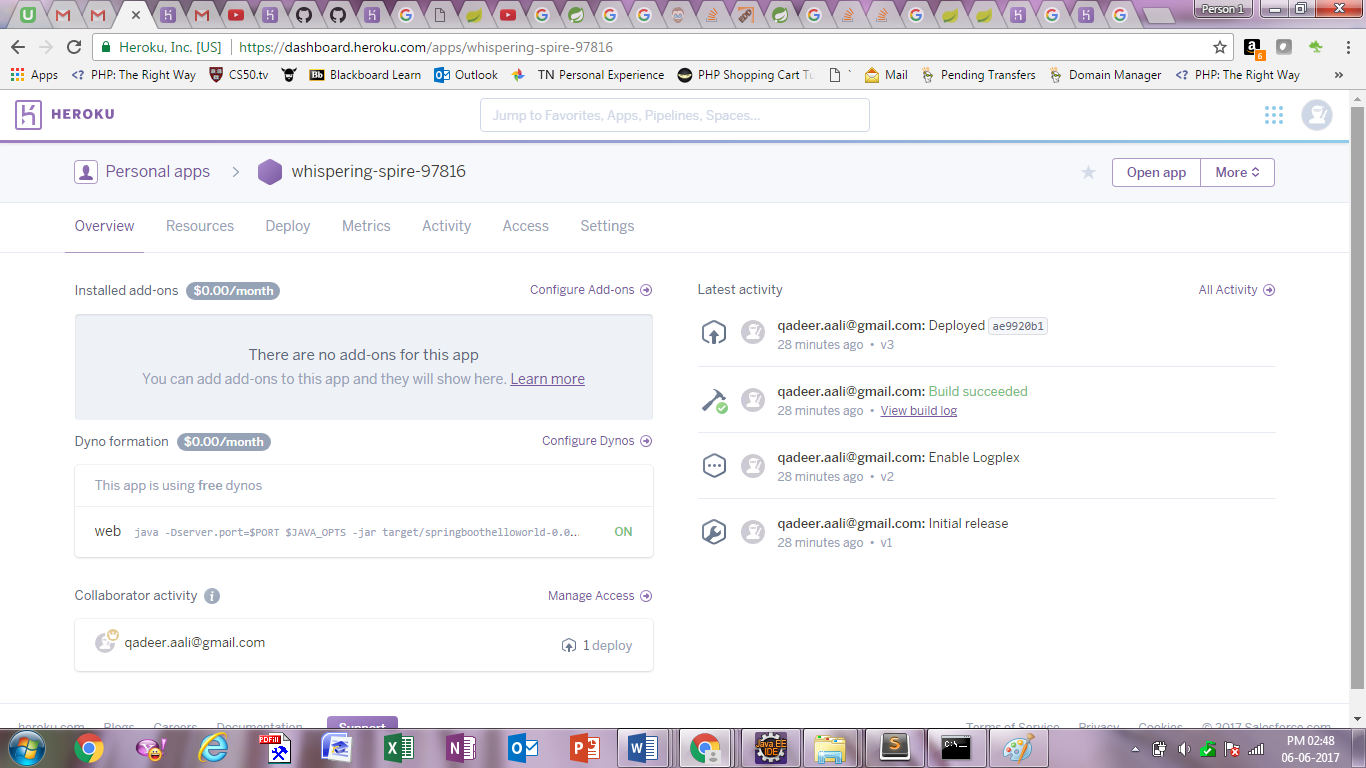 Person 1
Heroku, Inc. [US] https://dashboard.heroku.com/apps/whispering-spire-97816
Apps PHP: The Right Way CS50.tv Bb Blackboard Learn Outlook TN Personal Experience PHP Shopping Cart Tu Mail Pending Transfers Domain Manager PHP: The Right Way »
HEROKU
Jump to Favorites, Apps, Pipelines, Spaces...
Personal apps > whispering-spire-97816
Open app More
Overview Resources Deploy Metrics Activity Access Settings
Installed add-ons $0.00/month Configure Add-ons
There are no add-ons for this app
You can add add-ons to this app and they will show here. Learn more
Dyno formation $0.00/month Configure Dynos
This app is using free dynos
web java -Dserver.port=$PORT $JAVA_OPTS -jar target/springboothelloworld-0.0... ON
Collaborator activity i Manage Access
qadeer.aali@gmail.com 1 deploy
Latest activity All Activity
qadeer.aali@gmail.com: Deployed ae9920b1
28 minutes ago • v3
qadeer.aali@gmail.com: Build succeeded
28 minutes ago • View build log
qadeer.aali@gmail.com: Enable Logplex
28 minutes ago • v2
qadeer.aali@gmail.com: Initial release
28 minutes ago • v1
heroku.com Blogs Careers Documentation Support Terms of Service Privacy Cookies © 2017 Salesforce.com
PM 02:48
06-06-2017